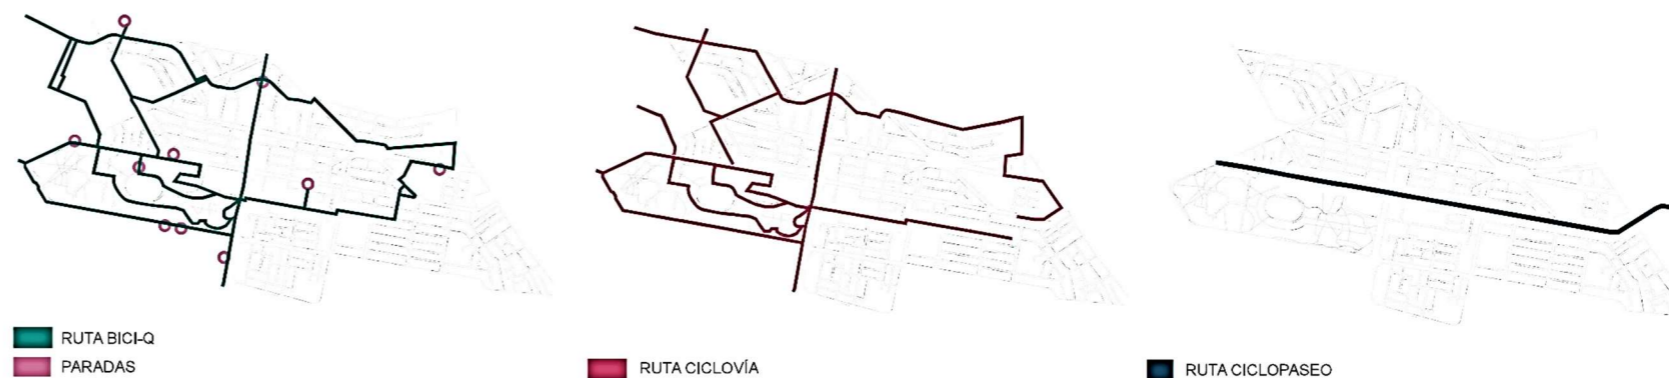 RUTA BICI-Q
PARADAS
RUTA CICLOVÍA
RUTA CICLOPASEO